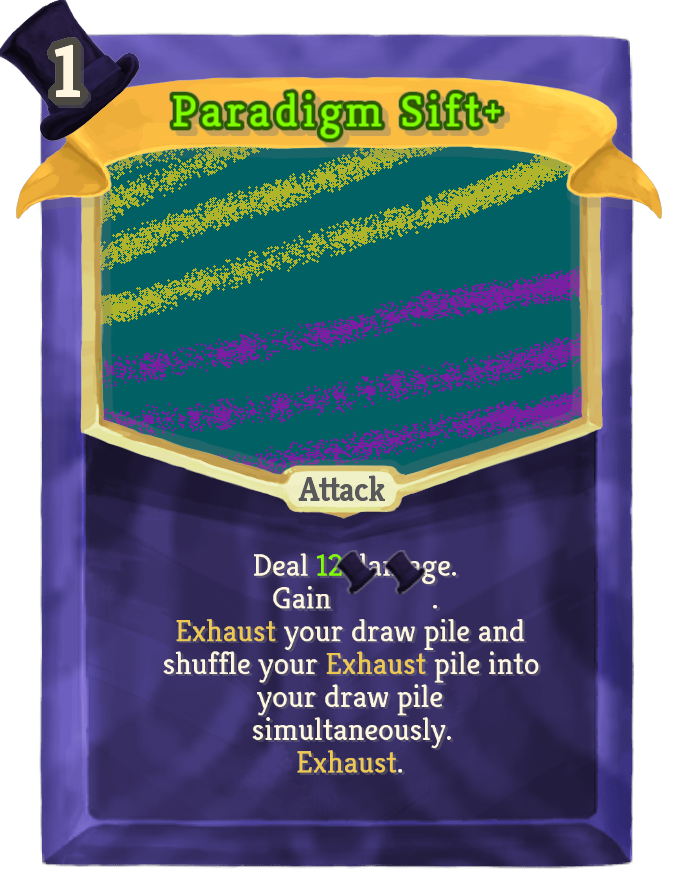 1
Paradigm Sift+
Attack
Deal 12 damage.
Gain .
Exhaust your draw pile and
shuffle your Exhaust pile into
your draw pile
simultaneously.
Exhaust.